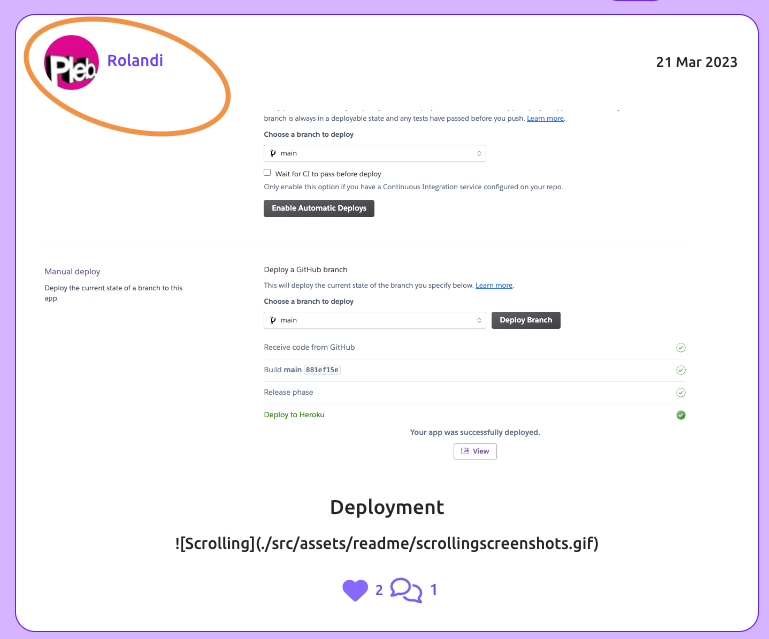 Pleb
Rolandi
21 Mar 2023
branch is always in a deployable state and any tests have passed before you push. Learn more.
Choose a branch to deploy
main
Wait for CI to pass before deploy
Only enable this option if you have a Continuous Integration service configured on your repo.
Enable Automatic Deploys
Manual deploy
Deploy the current state of a branch to this
app.
Deploy a GitHub branch
This will deploy the current state of the branch you specify below. Learn more.
Choose a branch to deploy
main
Deploy Branch
Receive code from GitHub
Build main 881ef15e
Release phase
Deploy to Heroku
Your app was successfully deployed.
View
Deployment
![Scrolling](./src/assets/readme/scrollingscreenshots.gif)
2
1